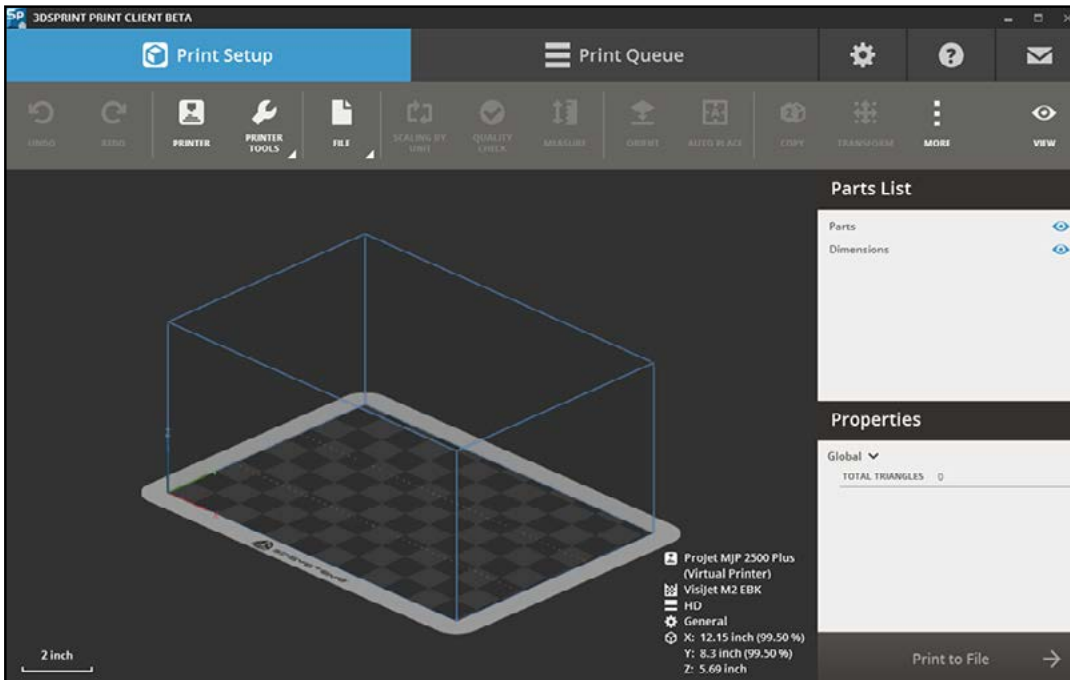 SP 3DSPRINT PRINT CLIENT BETA
Print Setup
Print Queue
UNDO
REDO
PRINTER
PRINTER
TOOLS
FILE
SCALING BY
UNIT
QUALITY
CHECK
MEASURE
ORIENT
AUTO PLACE
COPY
TRANSFORM
MORE
VIEW
Parts List
Parts
Dimensions
Properties
Global
TOTAL TRIANGLES 0
ProJet MJP 2500 Plus
(Virtual Printer)
VisiJet M2 EBK
HD
General
X: 12.15 inch (99.50 %)
Y: 8.3 inch (99.50 %)
Z: 5.69 inch
2 inch
Print to File